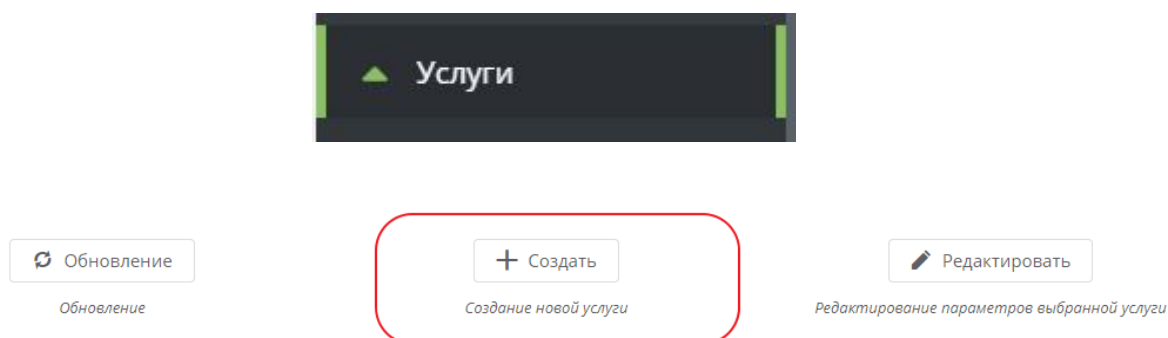 Услуги
Обновление
Создать
Редактировать
Обновление
Создание новой услуги
Редактирование параметров выбранной услуги